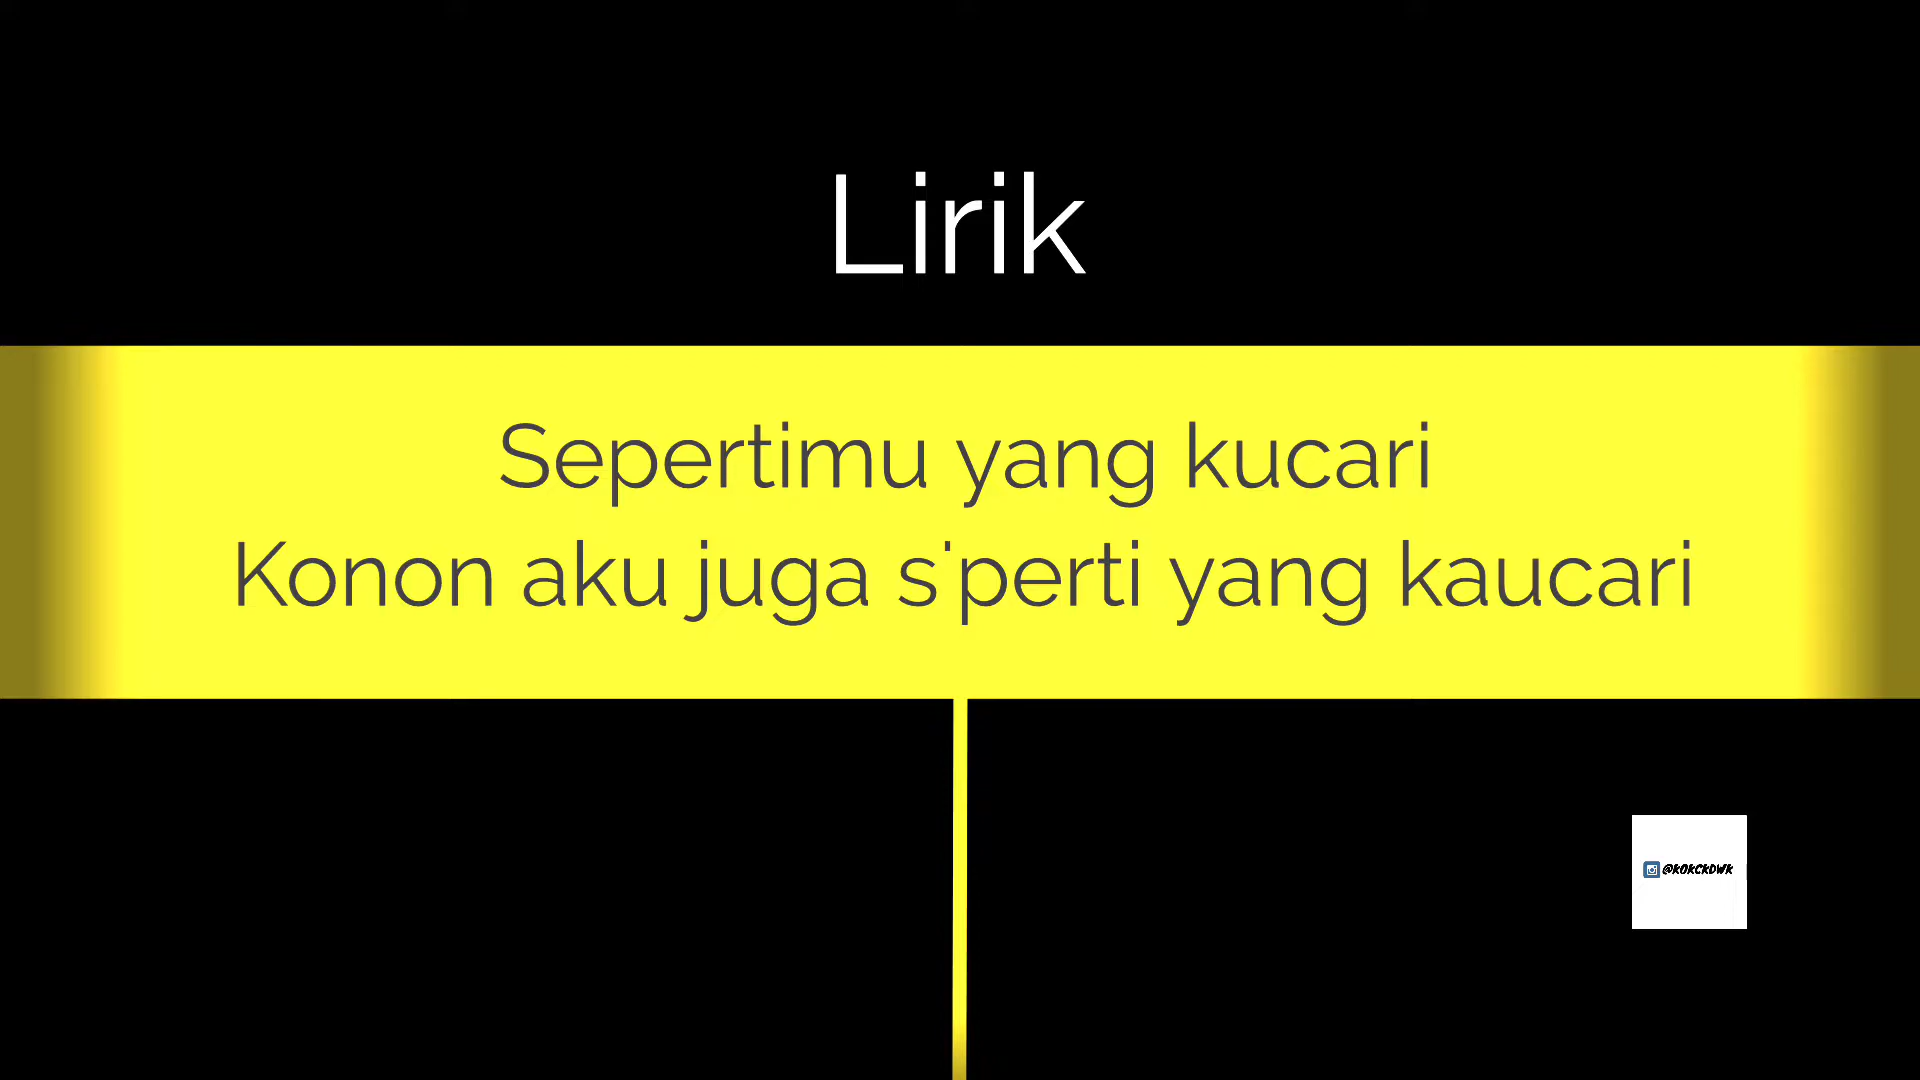 Lirik
Sepertimu yang kucari
Konon aku juga s'perti yang kaucari
@KOKCKDWK